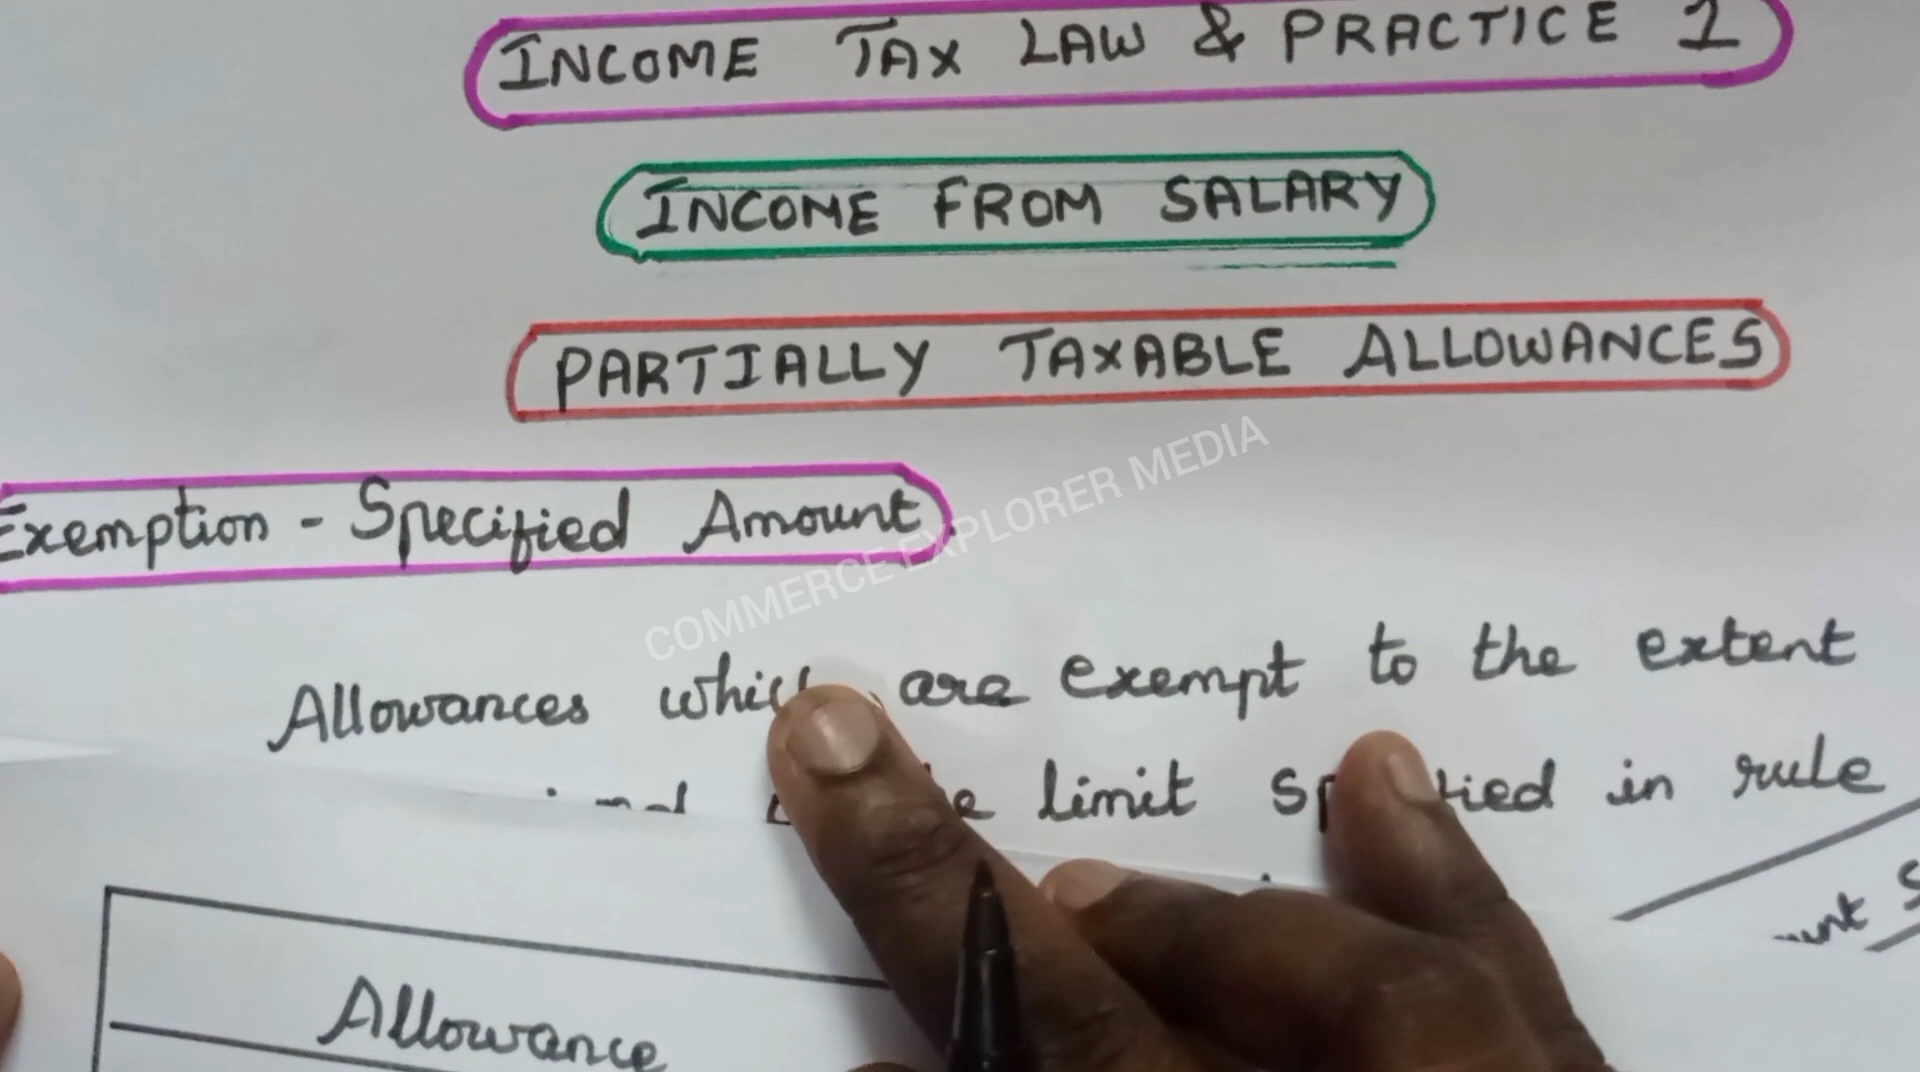 INCOME TAX LAW & PRACTICE 1
INCOME FROM SALARY
PARTIALLY TAXABLE ALLOWANCES
Exemption - Specified Amount
COMMERCE EXPLORER MEDIA
Allowances which are exempt to the extent
limit in rule
Allowance